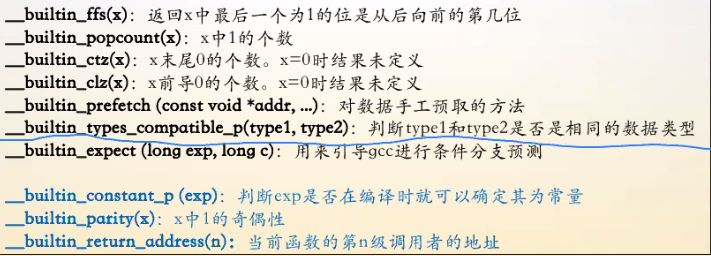 __builtin_ffs(x): 返回x中最后一个为1的位是从后向前的第几位
__builtin_popcount(x): x中1的个数
__builtin_ctz(x): x末尾0的个数。x=0时结果未定义
__builtin_clz(x): x前导0的个数。x=0时结果未定义
__builtin_prefetch (const void *addr, ...): 对数据手工预取的方法
__builtin_types_compatible_p(type1, type2): 判断type1和type2是否是相同的数据类型
__builtin_expect (long exp, long c): 用来引导gcc进行条件分支预测
__builtin_constant_p (exp): 判断exp是否在编译时就可以确定其为常量
__builtin_parity(x): x中1的奇偶性
__builtin_return_address(n): 当前函数的第n级调用者的地址